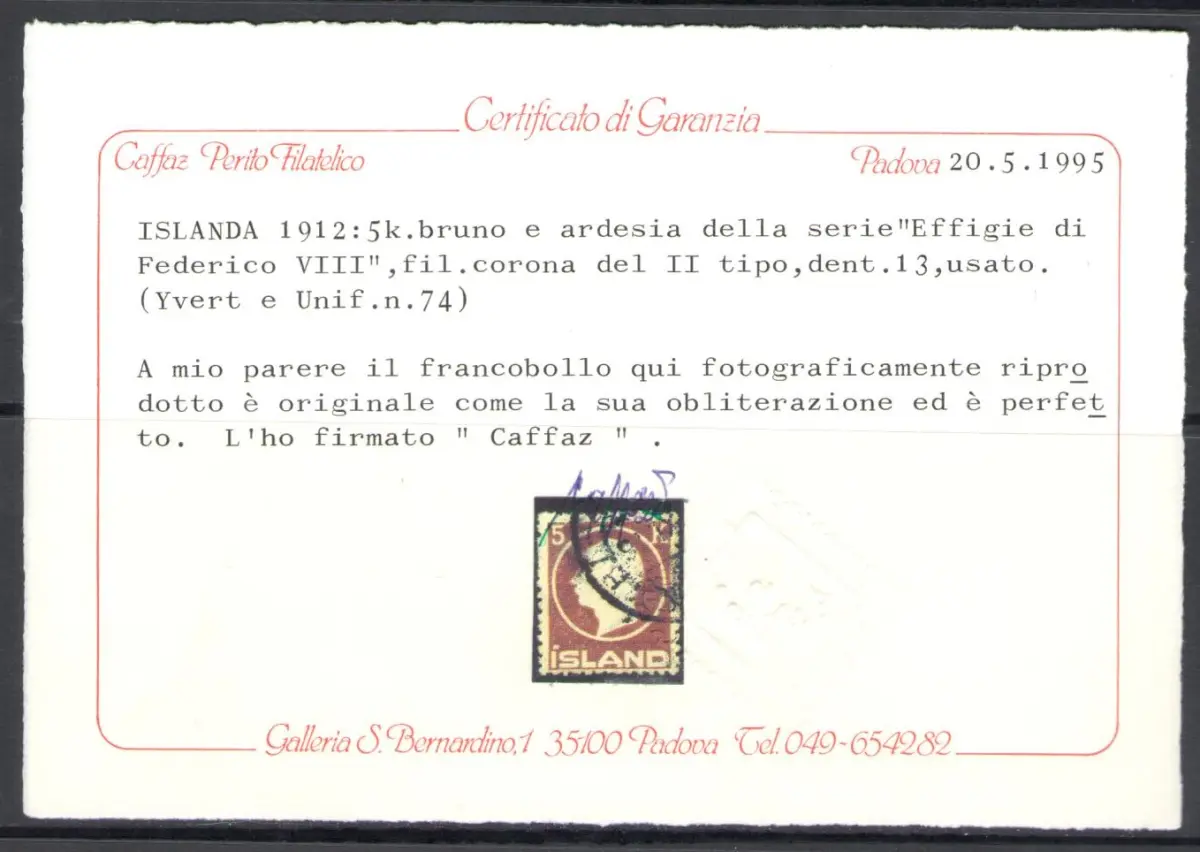 Certificato di Garanzia
Caffaz Perito Filatelico
Padova 20.5.1995
ISLANDA 1912:5k.bruno e ardesia della serie"Effigie di
Federico VIII",fil.corona del II tipo,dent.13,usato.
(Yvert e Unif.n.74)
A mio parere il francobollo qui fotograficamente ripro
dotto è originale come la sua obliterazione ed è perfet
to. L'ho firmato " Caffaz " .
Caffaz
5 K
ÍSLAND
Galleria S. Bernardino,1 35100 Padova Tel.049-654282